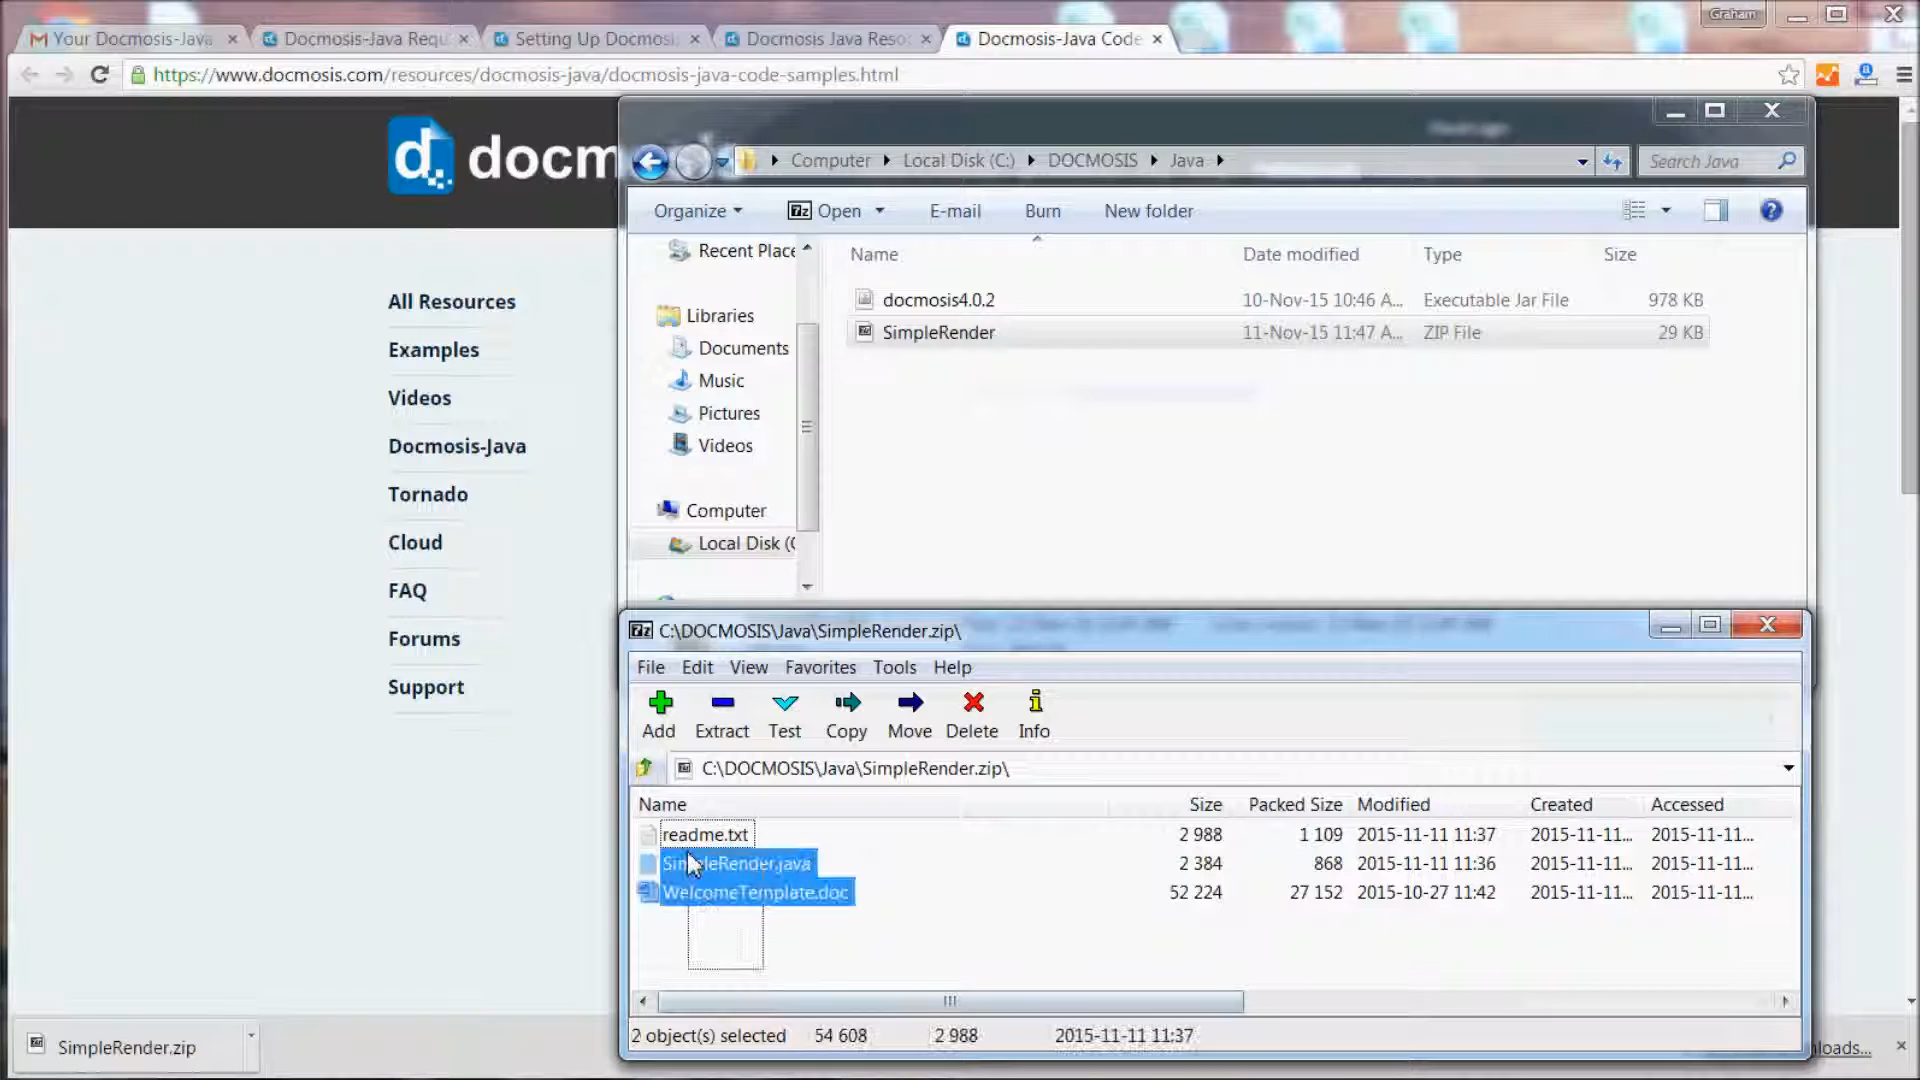 Graham
Your Docmosis-Java
Docmosis-Java Requ
Setting Up Docmosi
Docmosis Java Reso
Docmosis-Java Code
https://www.docmosis.com/resources/docmosis-java/docmosis-java-code-samples.html
docm
Computer
Local Disk (C:)
DOCMOSIS
Java
Search Java
Organize
Open
E-mail
Burn
New folder
Recent Place
Libraries
Documents
Music
Pictures
Videos
Computer
Local Disk (C
Name
Date modified
Type
Size
docmosis4.0.2
10-Nov-15 10:46 A...
Executable Jar File
978 KB
SimpleRender
11-Nov-15 11:47 A...
ZIP File
29 KB
All Resources
Examples
Videos
Docmosis-Java
Tornado
Cloud
FAQ
Forums
Support
C:\DOCMOSIS\Java\SimpleRender.zip\
File
Edit
View
Favorites
Tools
Help
Add
Extract
Test
Copy
Move
Delete
Info
C:\DOCMOSIS\Java\SimpleRender.zip\
Name
Size
Packed Size
Modified
Created
Accessed
readme.txt
2 988
1 109
2015-11-11 11:37
2015-11-11...
2015-11-11...
SimpleRender.java
2 384
868
2015-11-11 11:36
2015-11-11...
2015-11-11...
WelcomeTemplate.doc
52 224
27 152
2015-10-27 11:42
2015-11-11...
2015-11-11...
2 object(s) selected
54 608
2 988
2015-11-11 11:37
SimpleRender.zip
nloads...